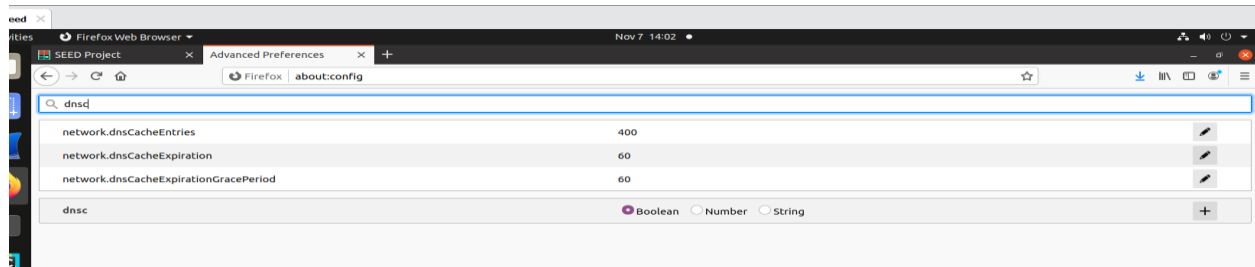 eed ×
ities Firefox Web Browser ▾ Nov 7 14:02 ●
SEED Project × Advanced Preferences × +
Firefox about:config
dnsc
network.dnsCacheEntries 400
network.dnsCacheExpiration 60
network.dnsCacheExpirationGracePeriod 60
dnsc Boolean Number String +